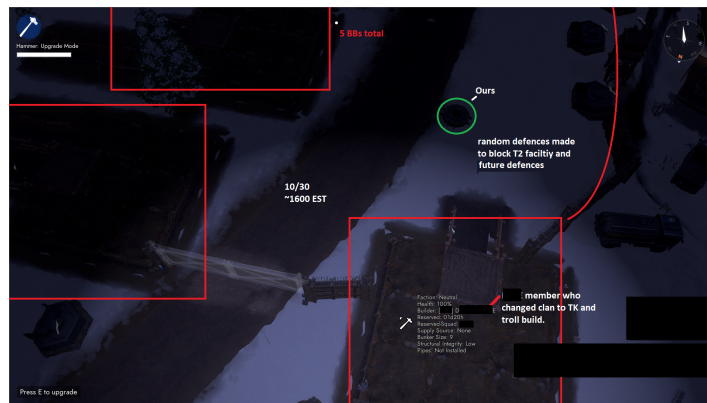 Hammer: Upgrade Mode
5 BBs total
N
Ours
random defences made
to block T2 faciltiy and
future defences
10/30
~1600 EST
Faction: Neutral
Health: 100%
Builder: D E
Reserved: 01d20h
Reserved-Squad:
Supply Source: None
Bunker Size: 9
Structural Integrity: Low
Pipes: Not Installed
member who
changed clan to TK and
troll build.
Press E to upgrade